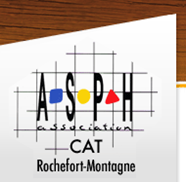 ASPH
association
CAT
Rochefort-Montagne